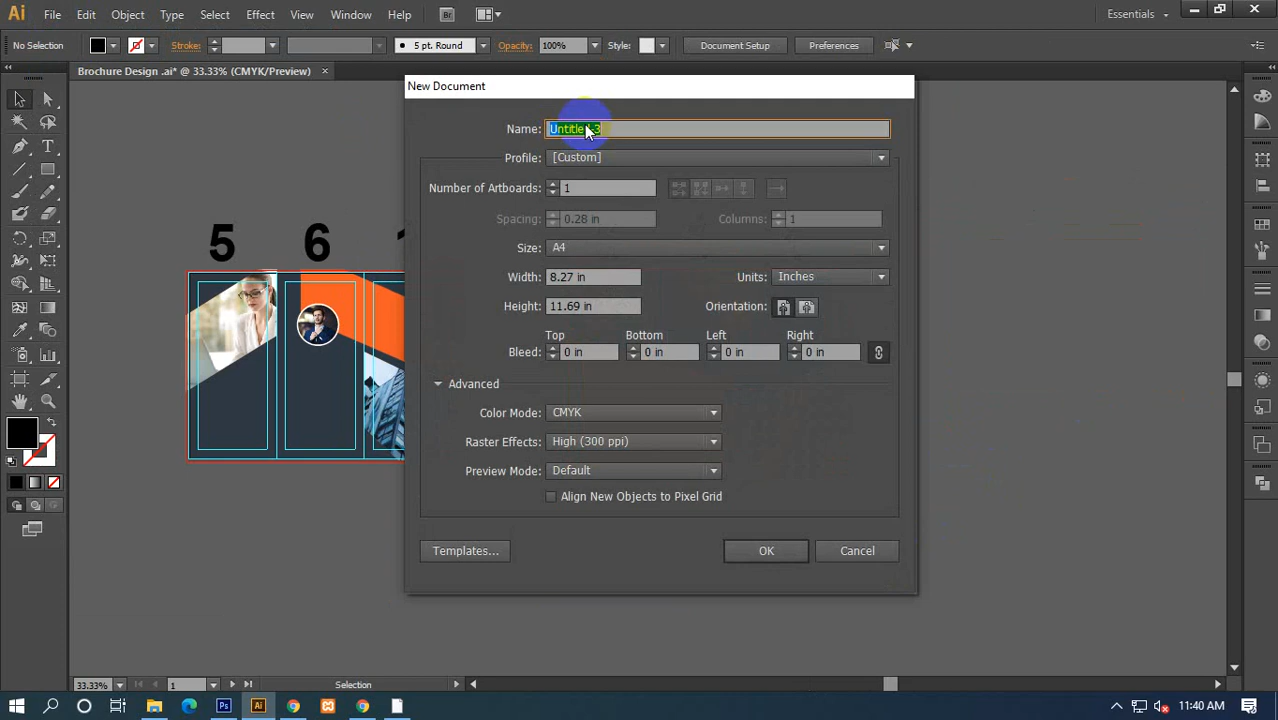 Ai File Edit Object Type Select Effect View Window Help Br Essentials
No Selection Stroke: 5 pt. Round Opacity: 100% Style: Document Setup Preferences
Brochure Design .ai* @ 33.33% (CMYK/Preview) ×
New Document
Name: Untitled-3
Profile: [Custom]
Number of Artboards: 1
Spacing: 0.28 in Columns: 1
Size: A4
Width: 8.27 in Units: Inches
Height: 11.69 in Orientation:
Top Bottom Left Right
Bleed: 0 in 0 in 0 in 0 in
Advanced
Color Mode: CMYK
Raster Effects: High (300 ppi)
Preview Mode: Default
Align New Objects to Pixel Grid
Templates... OK Cancel
5 6
33.33% 1 Selection
Ps Ai 11:40 AM